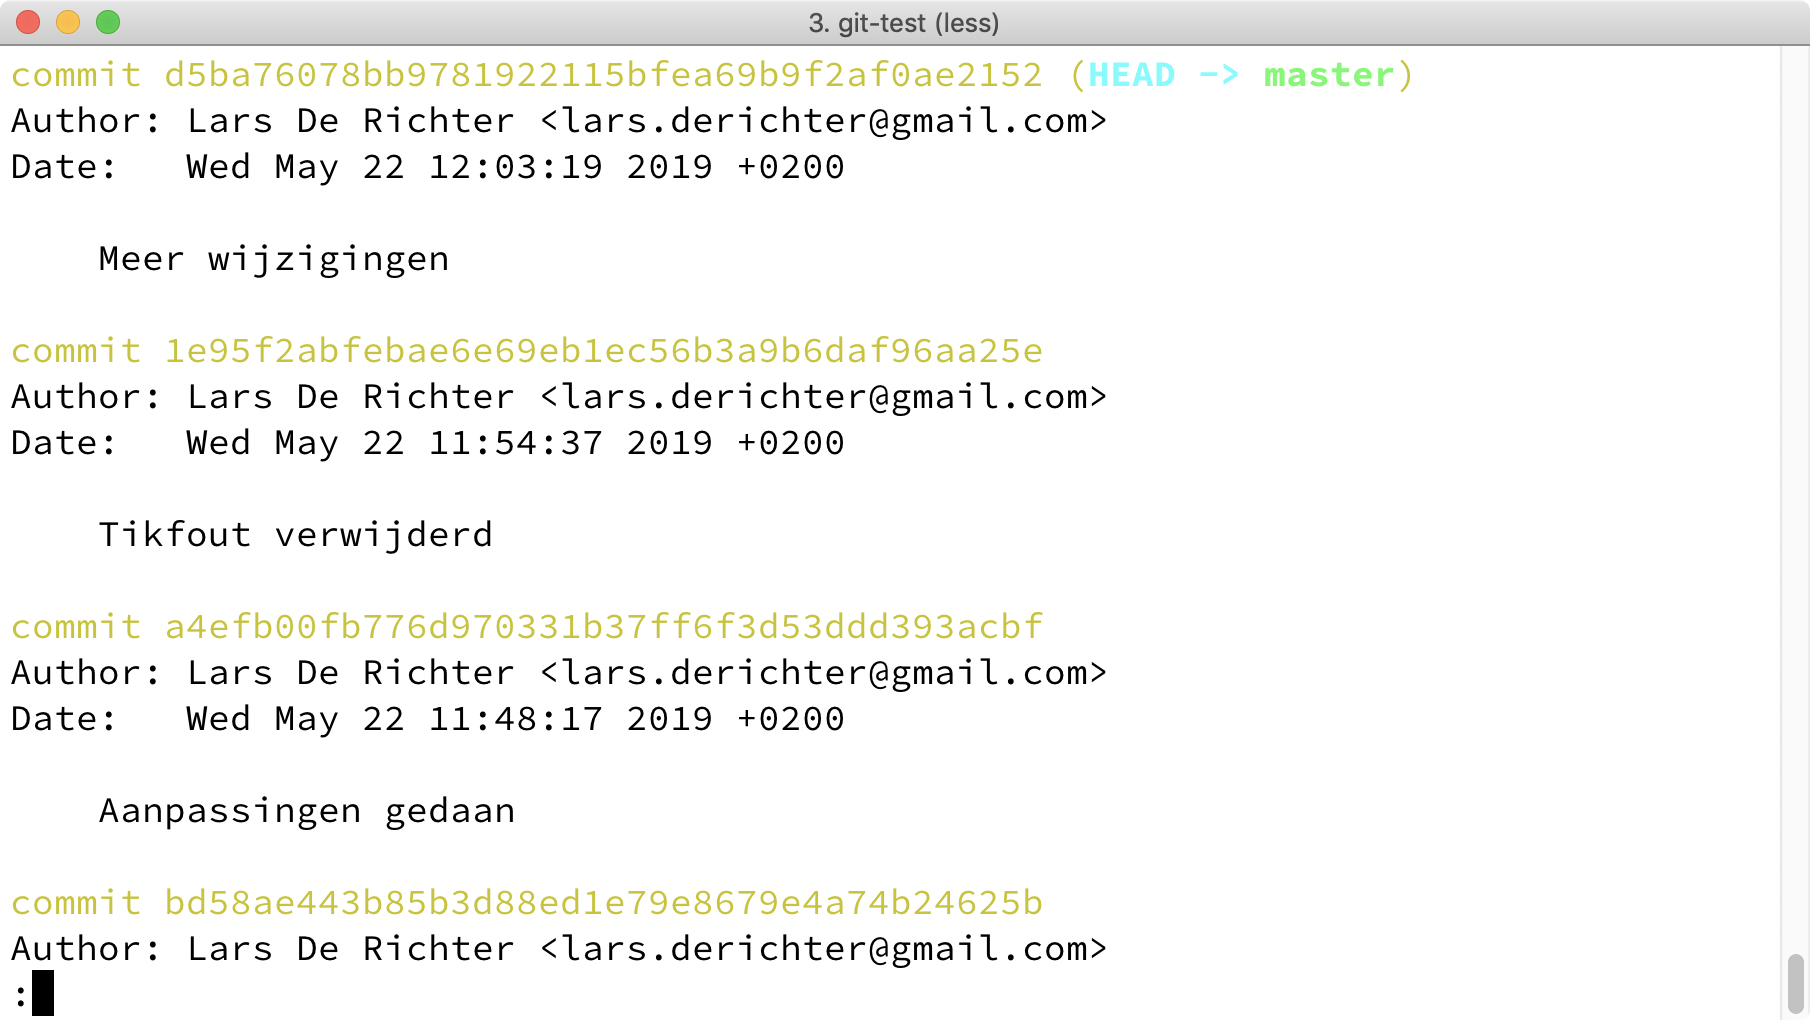 3. git-test (less)
commit d5ba76078bb9781922115bfea69b9f2af0ae2152 (HEAD -> master)
Author: Lars De Richter <lars.derichter@gmail.com>
Date:   Wed May 22 12:03:19 2019 +0200
Meer wijzigingen
commit 1e95f2abfebae6e69eb1ec56b3a9b6daf96aa25e
Author: Lars De Richter <lars.derichter@gmail.com>
Date:   Wed May 22 11:54:37 2019 +0200
Tikfout verwijderd
commit a4efb00fb776d970331b37ff6f3d53ddd393acbf
Author: Lars De Richter <lars.derichter@gmail.com>
Date:   Wed May 22 11:48:17 2019 +0200
Aanpassingen gedaan
commit bd58ae443b85b3d88ed1e79e8679e4a74b24625b
Author: Lars De Richter <lars.derichter@gmail.com>
: